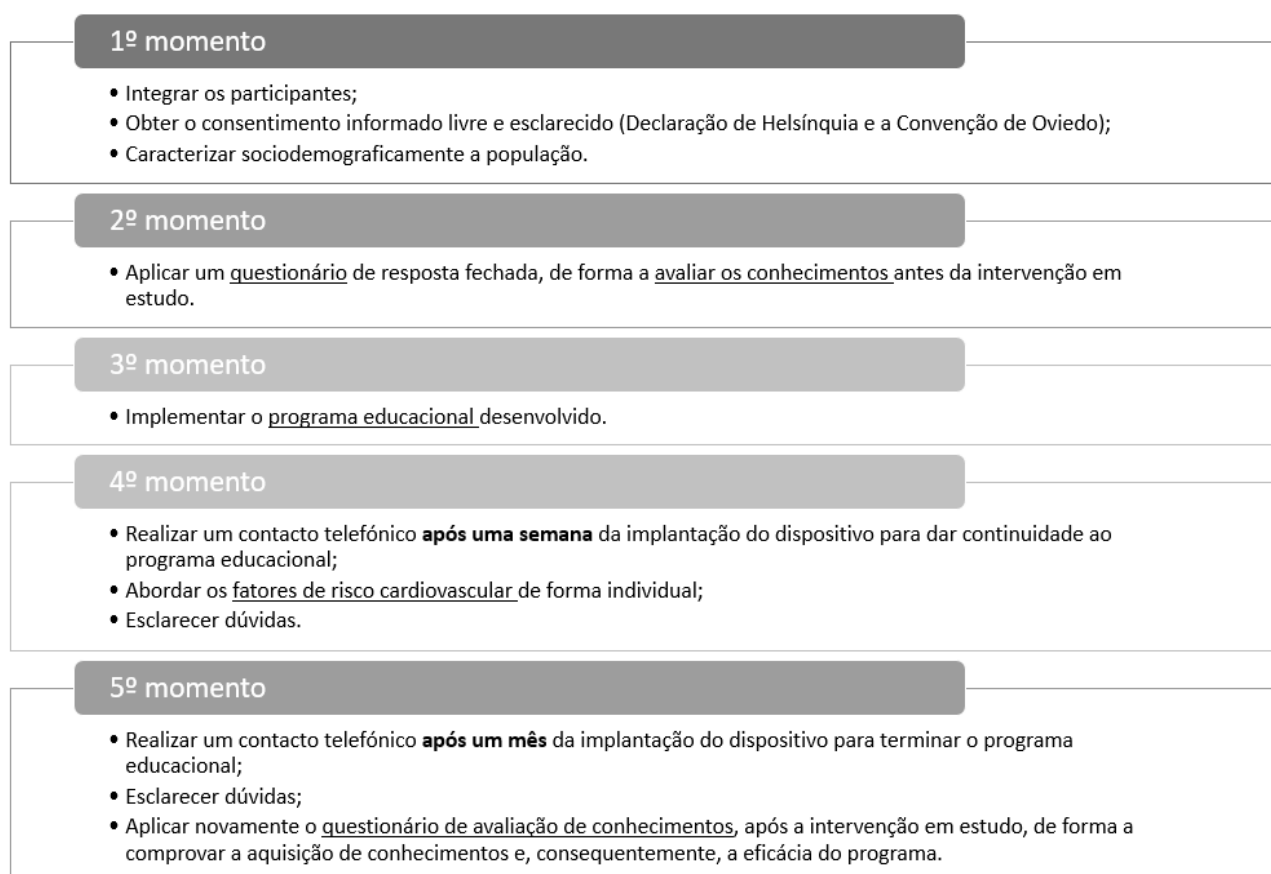 1º momento
• Integrar os participantes;
• Obter o consentimento informado livre e esclarecido (Declaração de Helsínquia e a Convenção de Oviedo);
• Caracterizar sociodemograficamente a população.
2º momento
• Aplicar um questionário de resposta fechada, de forma a avaliar os conhecimentos antes da intervenção em
estudo.
3º momento
• Implementar o programa educacional desenvolvido.
4º momento
• Realizar um contacto telefónico após uma semana da implantação do dispositivo para dar continuidade ao
programa educacional;
• Abordar os fatores de risco cardiovascular de forma individual;
• Esclarecer dúvidas.
5º momento
• Realizar um contacto telefónico após um mês da implantação do dispositivo para terminar o programa
educacional;
• Esclarecer dúvidas;
• Aplicar novamente o questionário de avaliação de conhecimentos, após a intervenção em estudo, de forma a
comprovar a aquisição de conhecimentos e, consequentemente, a eficácia do programa.